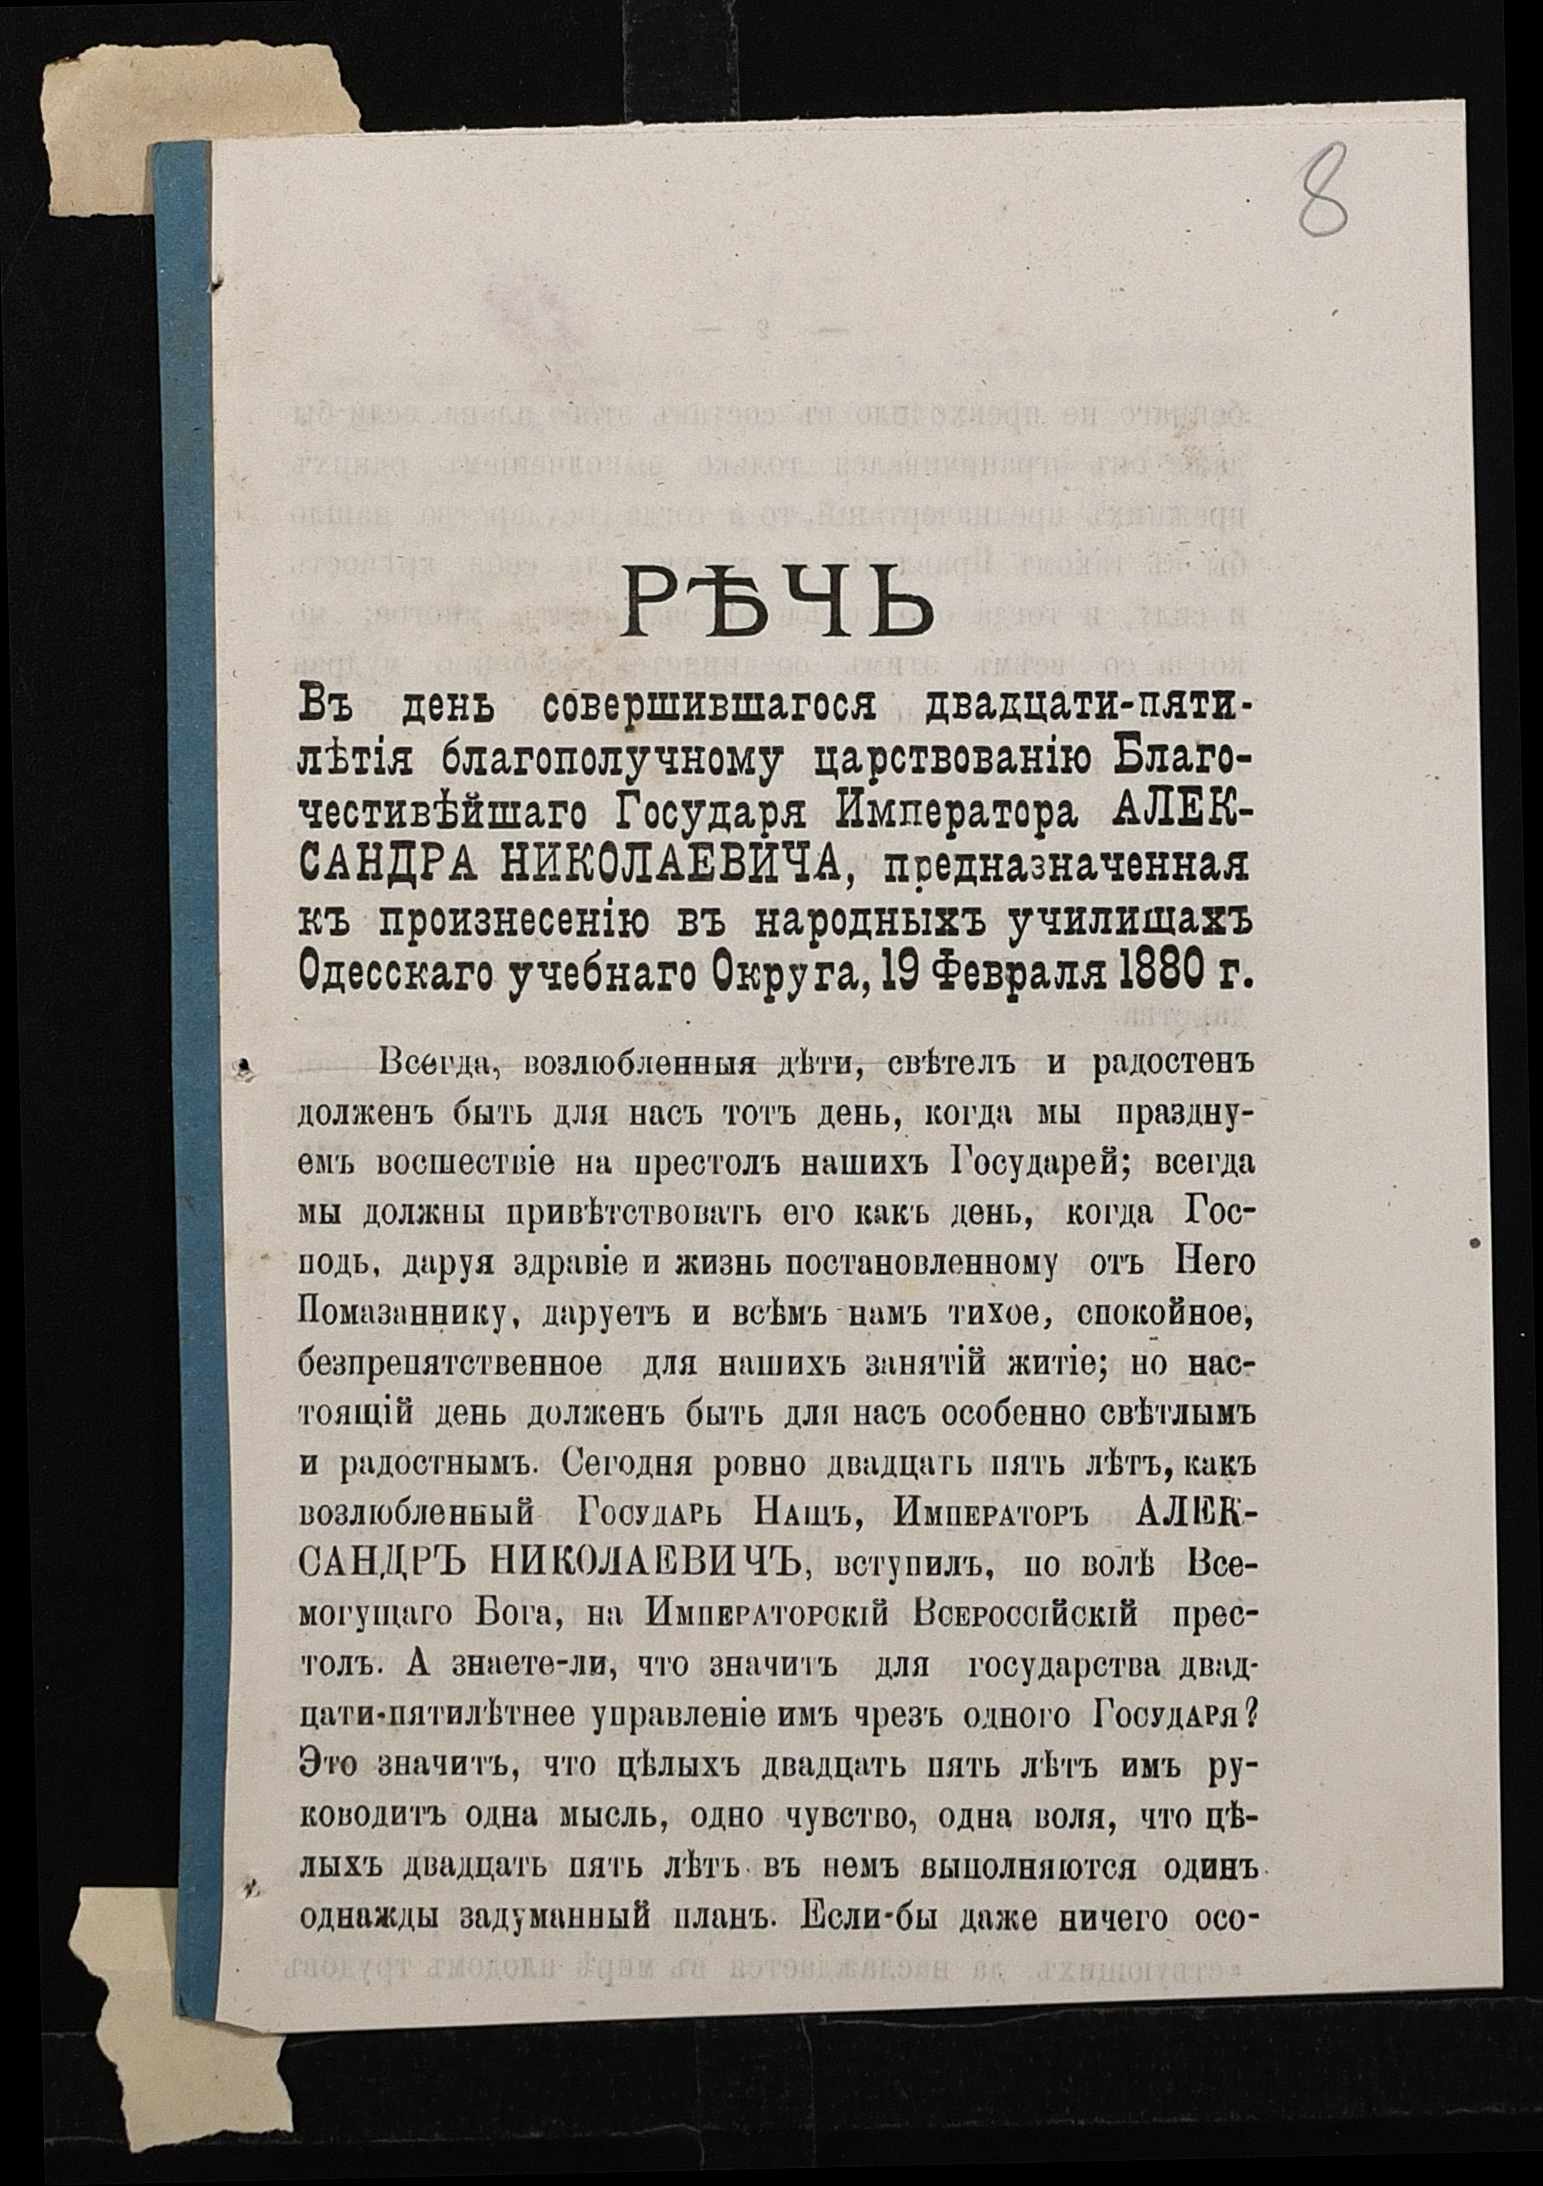 8
РѢЧЬ
Въ день совершившагося двадцати-пяти-
лѣтія благополучному царствованію Благо-
честивѣйшаго Государя Императора АЛЕК-
САНДРА НИКОЛАЕВИЧА, предназначенная
къ произнесенію въ народныхъ училищахъ
Одесскаго учебнаго Округа, 19 Февраля 1880 г.
Всегда, возлюбленныя дѣти, свѣтелъ и радостенъ
долженъ быть для насъ тотъ день, когда мы праздну-
емъ восшествіе на престолъ нашихъ Государей; всегда
мы должны привѣтствовать его какъ день, когда Гос-
подь, даруя здравіе и жизнь постановленному отъ Него
Помазаннику, даруетъ и всѣмъ намъ тихое, спокойное,
безпрепятственное для нашихъ занятій житіе; но нас-
тоящій день долженъ быть для насъ особенно свѣтлымъ
и радостнымъ. Сегодня ровно двадцать пять лѣтъ, какъ
возлюбленный Государь Нашъ, Императоръ АЛЕК-
САНДРЪ НИКОЛАЕВИЧЪ, вступилъ, по волѣ Все-
могущаго Бога, на Императорскій Всероссійскій прес-
толъ. А знаете-ли, что значитъ для государства двад-
цати-пятилѣтнее управленіе имъ чрезъ одного Государя?
Это значитъ, что цѣлыхъ двадцать пять лѣтъ имъ ру-
ководитъ одна мысль, одно чувство, одна воля, что цѣ-
лыхъ двадцать пять лѣтъ въ немъ выполняются одинъ
однажды задуманный планъ. Если-бы даже ничего осо-